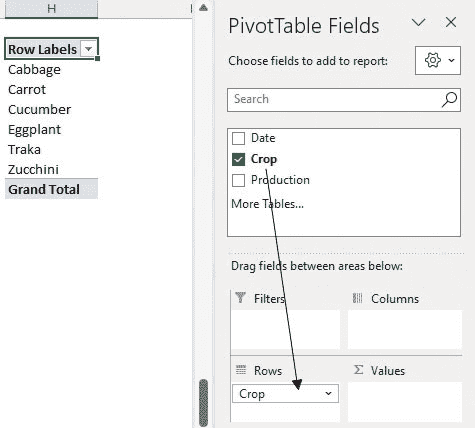 H
Row Labels
Cabbage
Carrot
Cucumber
Eggplant
Traka
Zucchini
Grand Total
PivotTable Fields
Choose fields to add to report:
Search
Date
Crop
Production
More Tables...
Drag fields between areas below:
Filters
Columns
Rows
Σ Values
Crop